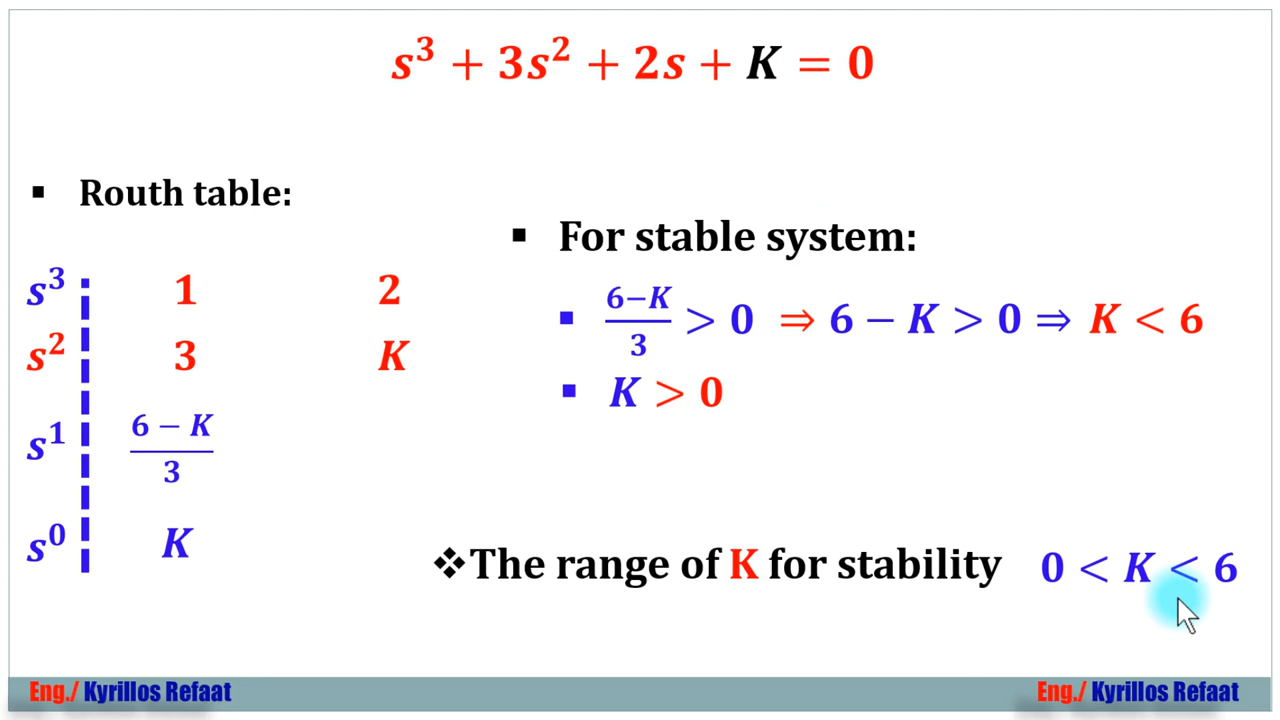 s³ + 3s² + 2s + K = 0
▪ Routh table:
s³ 1 2
s² 3 K
s¹ (6 − K)/3
s⁰ K
▪ For stable system:
▪ (6−K)/3 > 0 ⇒ 6 − K > 0 ⇒ K < 6
▪ K > 0
❖The range of K for stability 0 < K < 6
Eng./ Kyrillos Refaat
Eng./ Kyrillos Refaat